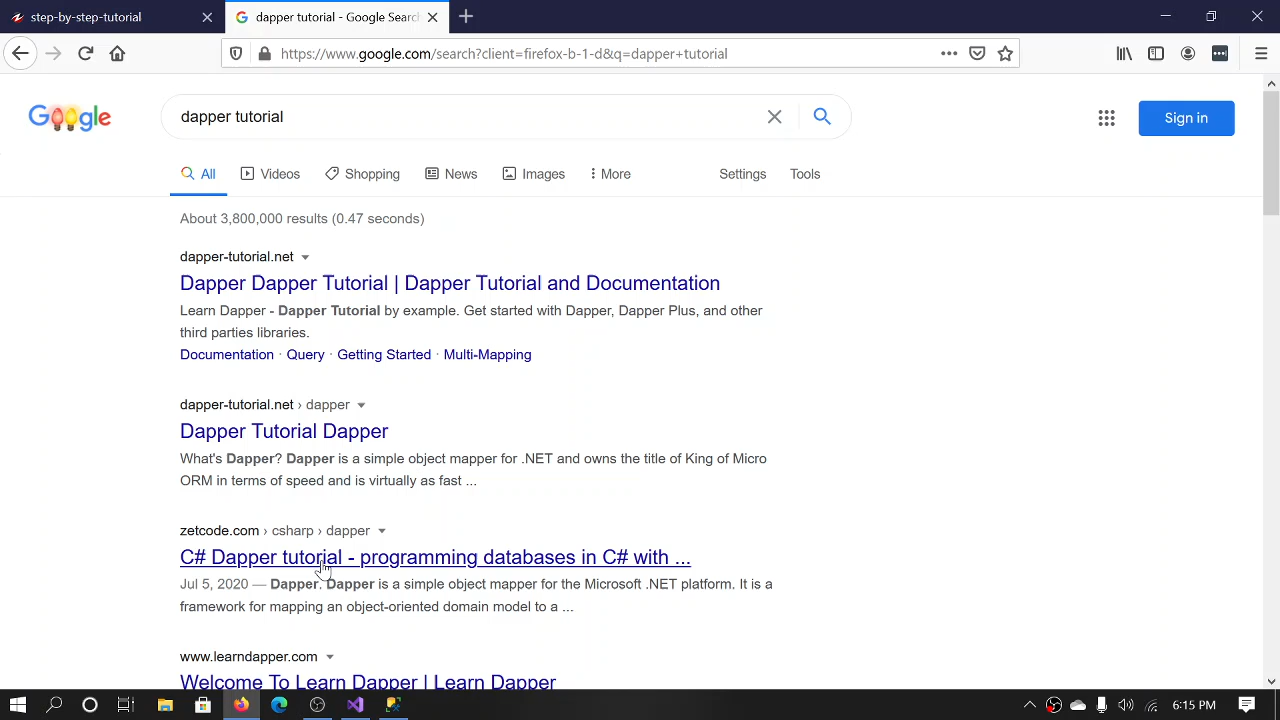 step-by-step-tutorial
dapper tutorial - Google Search
https://www.google.com/search?client=firefox-b-1-d&q=dapper+tutorial
Google
dapper tutorial
Sign in
All
Videos
Shopping
News
Images
More
Settings
Tools
About 3,800,000 results (0.47 seconds)
dapper-tutorial.net
Dapper Dapper Tutorial | Dapper Tutorial and Documentation
Learn Dapper - Dapper Tutorial by example. Get started with Dapper, Dapper Plus, and other
third parties libraries.
Documentation · Query · Getting Started · Multi-Mapping
dapper-tutorial.net › dapper
Dapper Tutorial Dapper
What's Dapper? Dapper is a simple object mapper for .NET and owns the title of King of Micro
ORM in terms of speed and is virtually as fast ...
zetcode.com › csharp › dapper
C# Dapper tutorial - programming databases in C# with ...
Jul 5, 2020 — Dapper. Dapper is a simple object mapper for the Microsoft .NET platform. It is a
framework for mapping an object-oriented domain model to a ...
www.learndapper.com
Welcome To Learn Dapper | Learn Dapper
6:15 PM